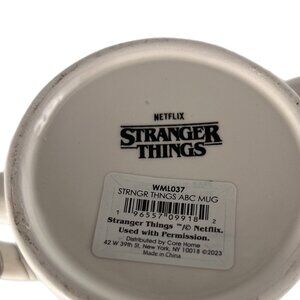 NETFLIX
STRANGER
THINGS
WML037
STRNGR THNGS ABC MUG
1 96557 09918 2
Stranger Things ™/© Netflix.
Used with Permission.
Distributed by Core Home
42 W 39th St, New York, NY 10018 ©2023
Made in China